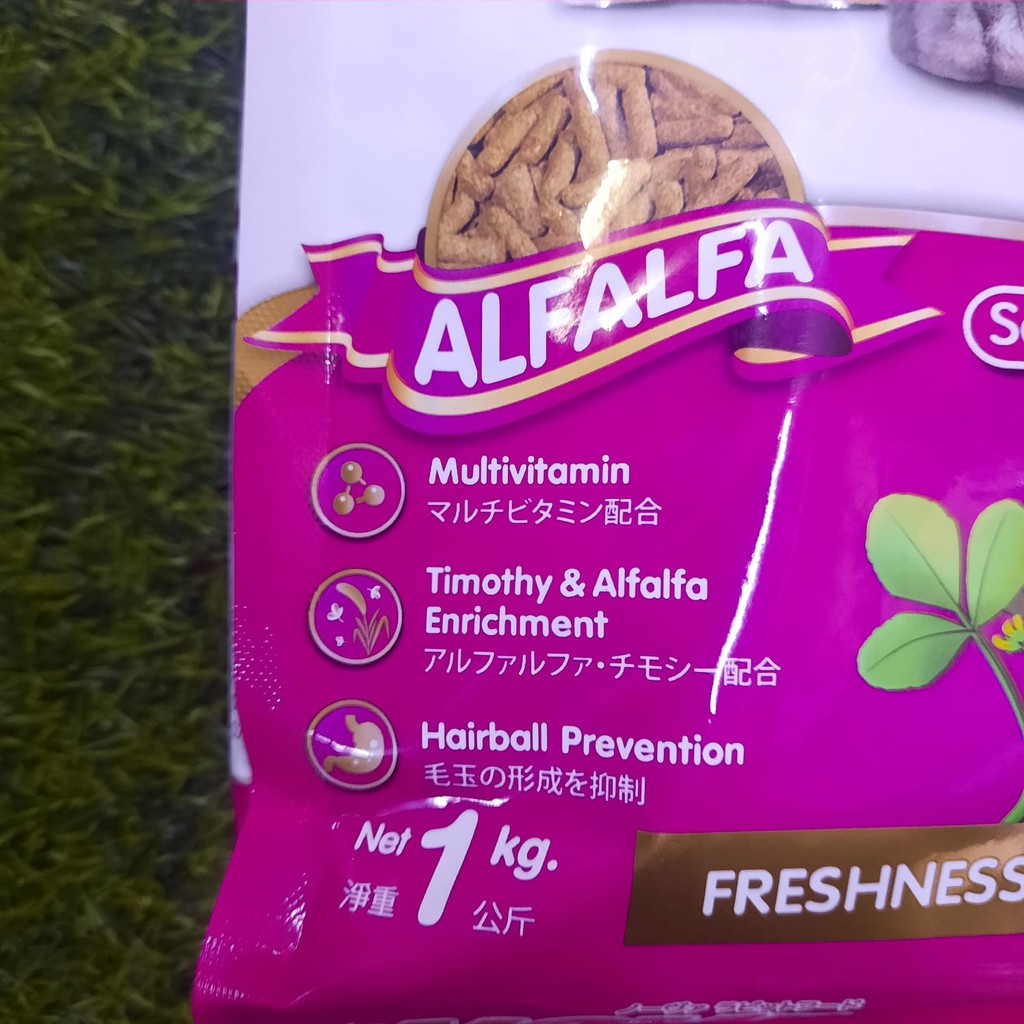 ALFALFA
Multivitamin
マルチビタミン配合
Timothy & Alfalfa
Enrichment
アルファルファ・チモシー配合
Hairball Prevention
毛玉の形成を抑制
Net 1 kg.
淨重 公斤
FRESHNESS